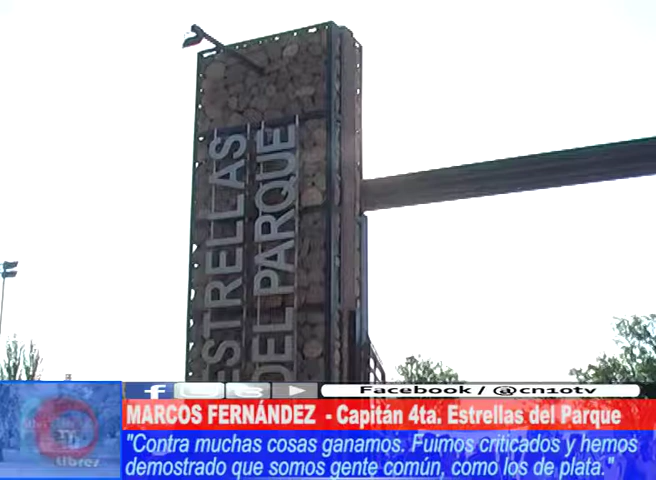 ESTRELLAS
DEL PARQUE
Facebook / @cn10tv
MARCOS FERNÁNDEZ - Capitán 4ta. Estrellas del Parque
"Contra muchas cosas ganamos. Fuimos criticados y hemos
demostrado que somos gente común, como los de plata."
libres